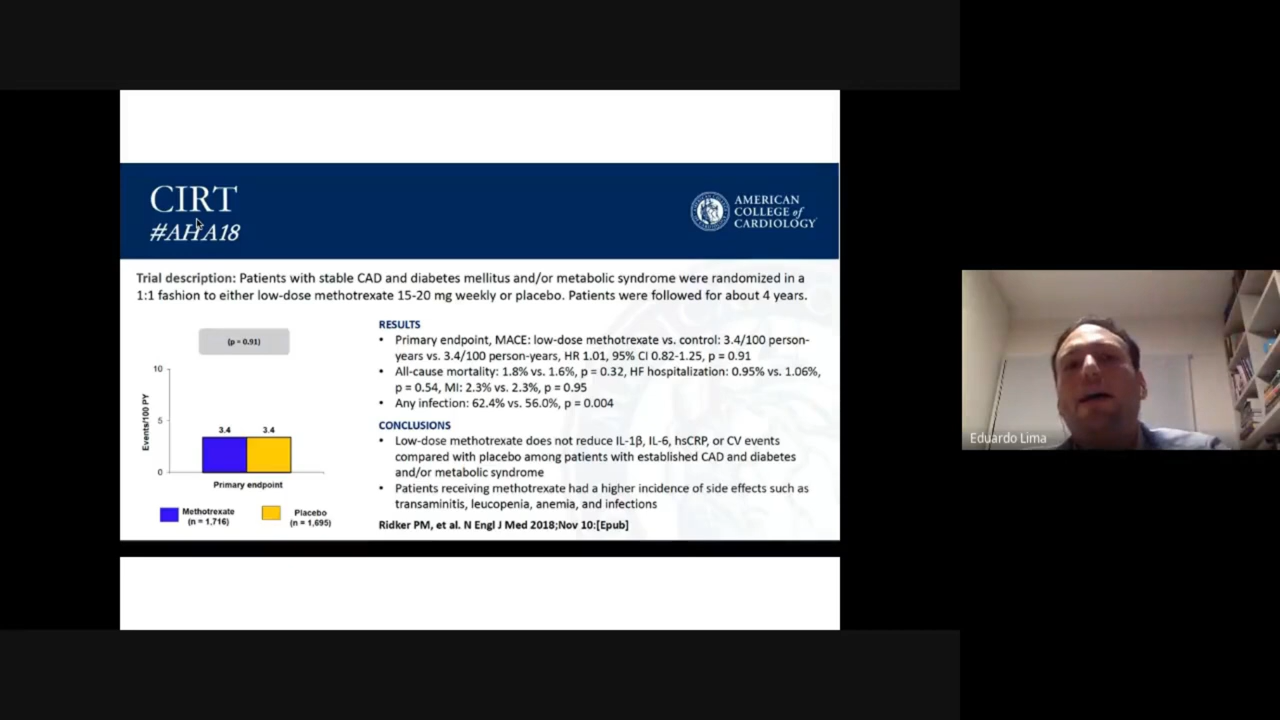 CIRT
#AHA18
AMERICAN
COLLEGE of
CARDIOLOGY
Trial description: Patients with stable CAD and diabetes mellitus and/or metabolic syndrome were randomized in a
1:1 fashion to either low-dose methotrexate 15-20 mg weekly or placebo. Patients were followed for about 4 years.
(p = 0.91)
10
5
0
Events/100 PY
3.4
3.4
Primary endpoint
Methotrexate
(n = 1,716)
Placebo
(n = 1,695)
RESULTS
• Primary endpoint, MACE: low-dose methotrexate vs. control: 3.4/100 person-
years vs. 3.4/100 person-years, HR 1.01, 95% CI 0.82-1.25, p = 0.91
• All-cause mortality: 1.8% vs. 1.6%, p = 0.32, HF hospitalization: 0.95% vs. 1.06%,
p = 0.54, MI: 2.3% vs. 2.3%, p = 0.95
• Any infection: 62.4% vs. 56.0%, p = 0.004
CONCLUSIONS
• Low-dose methotrexate does not reduce IL-1β, IL-6, hsCRP, or CV events
compared with placebo among patients with established CAD and diabetes
and/or metabolic syndrome
• Patients receiving methotrexate had a higher incidence of side effects such as
transaminitis, leucopenia, anemia, and infections
Ridker PM, et al. N Engl J Med 2018;Nov 10:[Epub]
Eduardo Lima